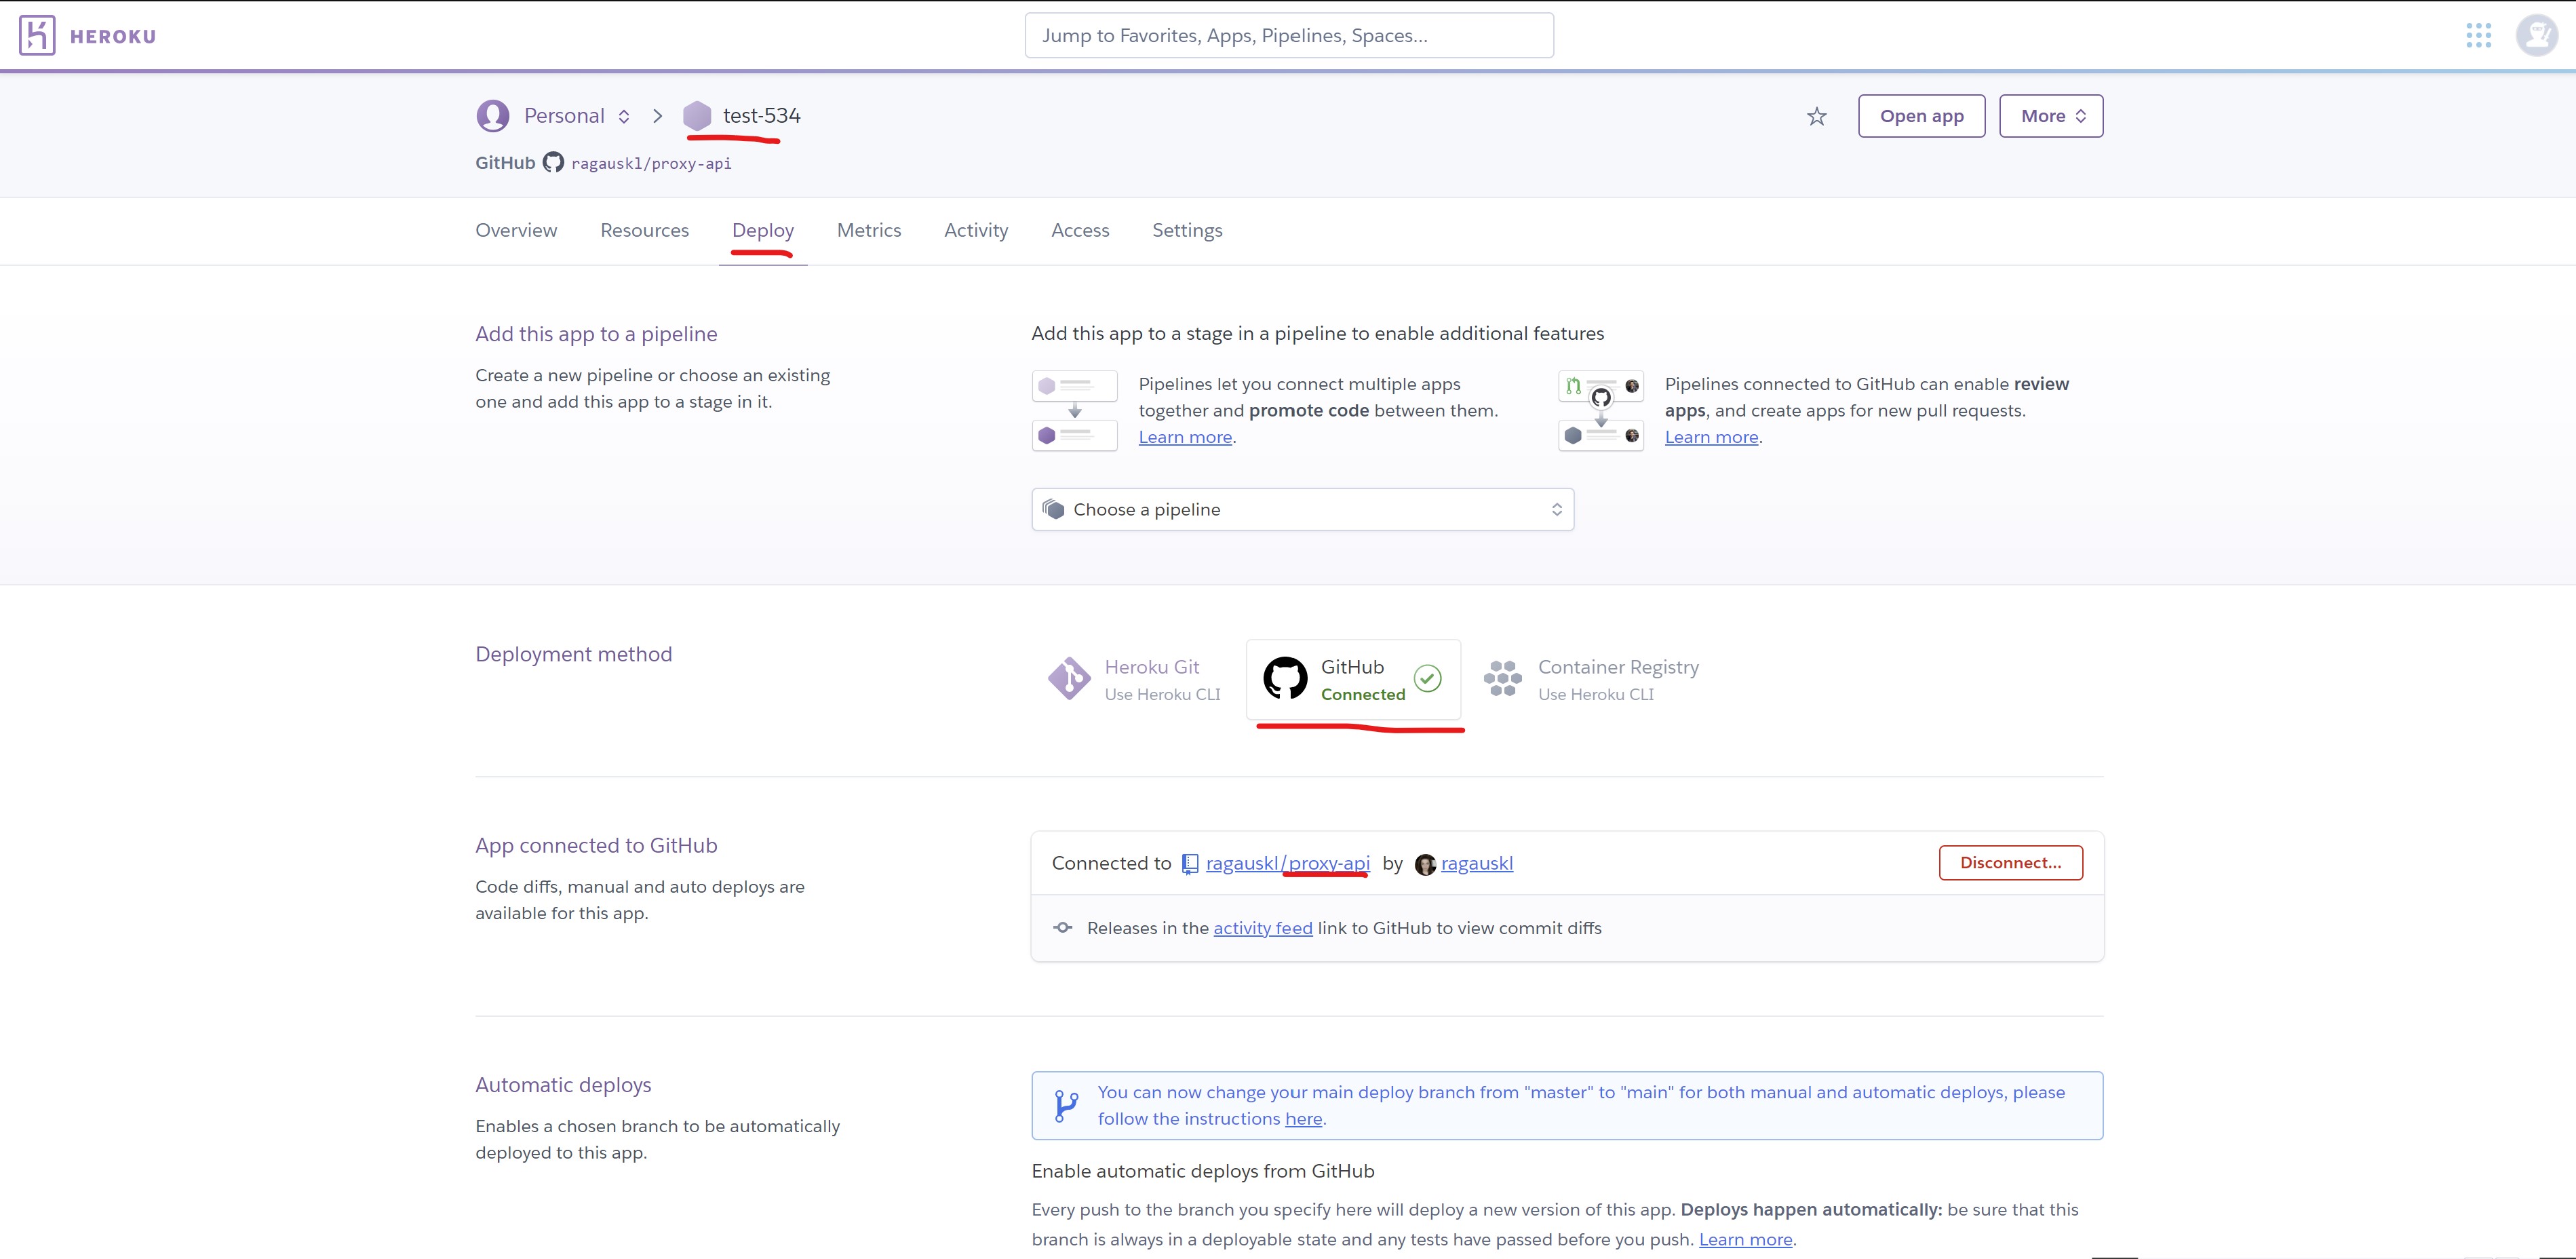 HEROKU
Jump to Favorites, Apps, Pipelines, Spaces...
Personal
test-534
Open app
More
GitHub ragauskl/proxy-api
Overview
Resources
Deploy
Metrics
Activity
Access
Settings
Add this app to a pipeline
Create a new pipeline or choose an existing
one and add this app to a stage in it.
Add this app to a stage in a pipeline to enable additional features
Pipelines let you connect multiple apps
together and promote code between them.
Learn more.
Pipelines connected to GitHub can enable review
apps, and create apps for new pull requests.
Learn more.
Choose a pipeline
Deployment method
Heroku Git
Use Heroku CLI
GitHub
Connected
Container Registry
Use Heroku CLI
App connected to GitHub
Code diffs, manual and auto deploys are
available for this app.
Connected to ragauskl/proxy-api by ragauskl
Disconnect...
Releases in the activity feed link to GitHub to view commit diffs
Automatic deploys
Enables a chosen branch to be automatically
deployed to this app.
You can now change your main deploy branch from "master" to "main" for both manual and automatic deploys, please
follow the instructions here.
Enable automatic deploys from GitHub
Every push to the branch you specify here will deploy a new version of this app. Deploys happen automatically: be sure that this
branch is always in a deployable state and any tests have passed before you push. Learn more.